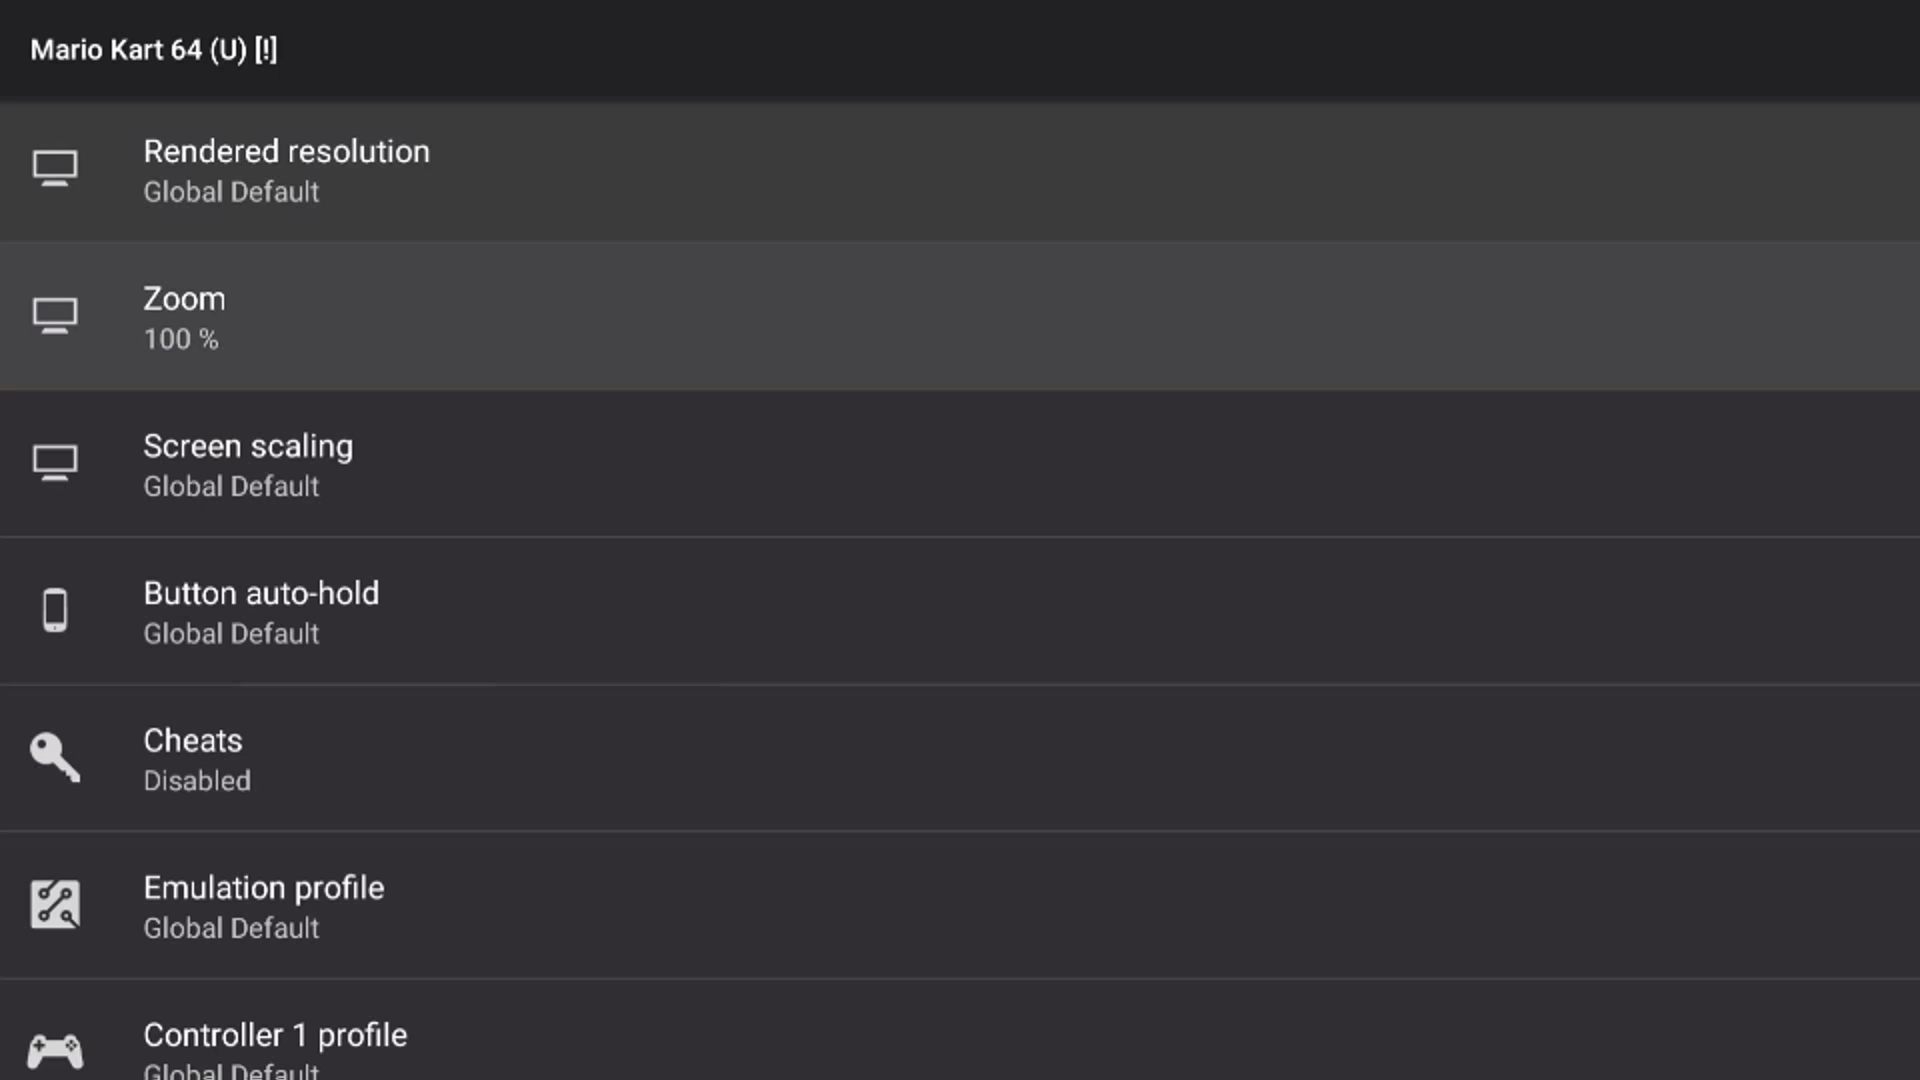 Mario Kart 64 (U) [!]
Rendered resolution
Global Default
Zoom
100 %
Screen scaling
Global Default
Button auto-hold
Global Default
Cheats
Disabled
Emulation profile
Global Default
Controller 1 profile
Global Default